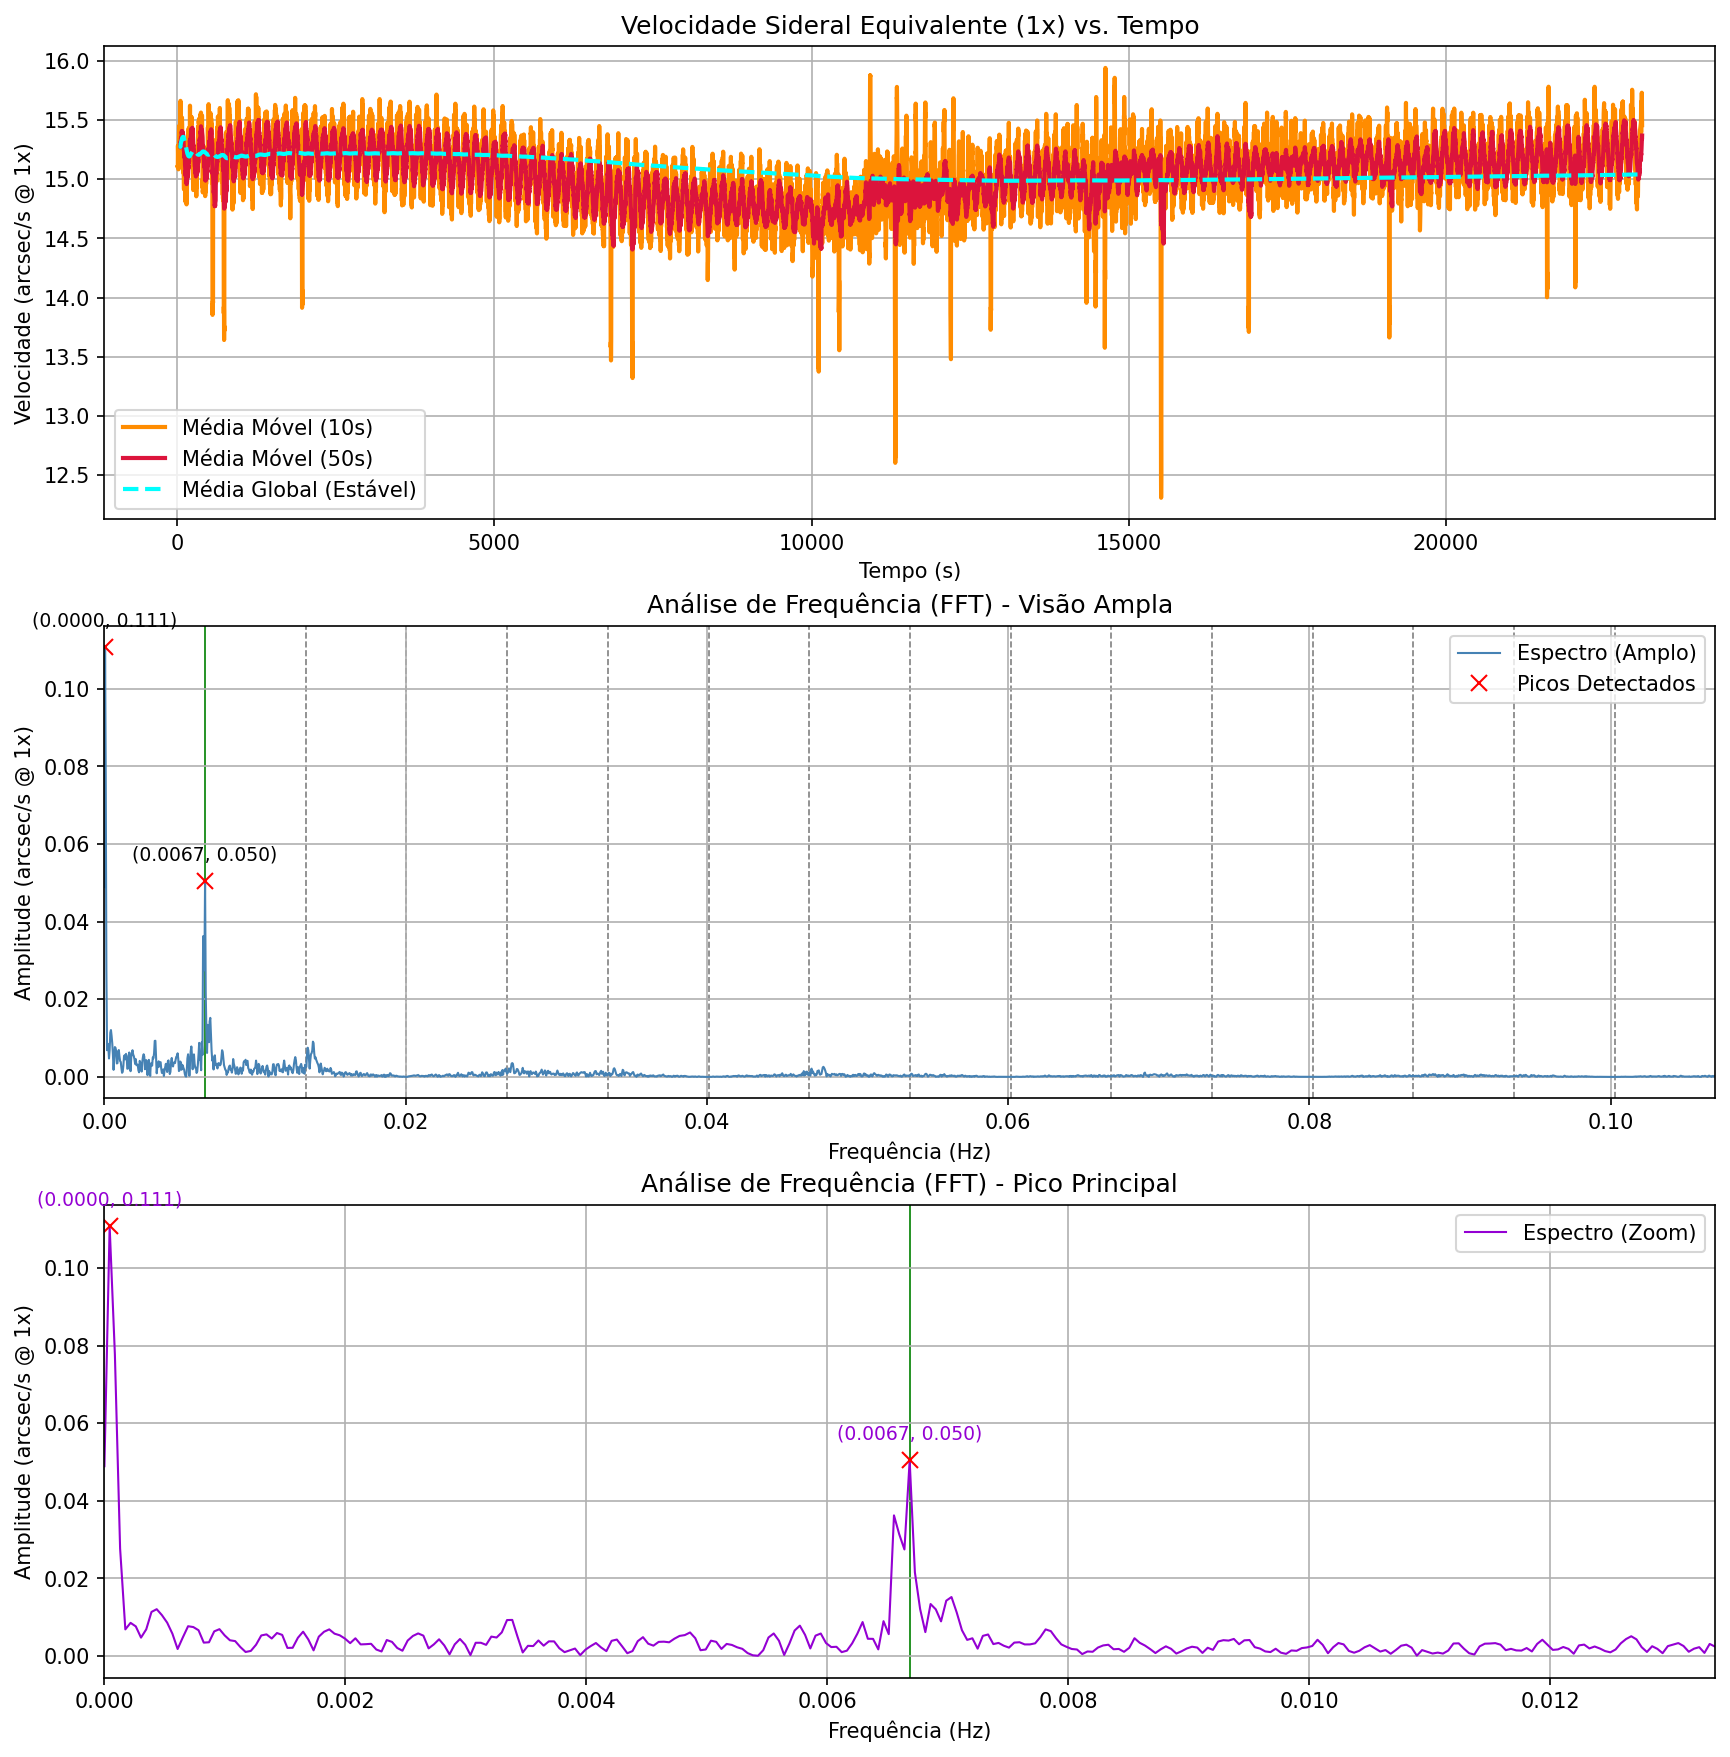 Velocidade Sideral Equivalente (1x) vs. Tempo
Velocidade (arcsec/s @ 1x)
16.0
15.5
15.0
14.5
14.0
13.5
13.0
12.5
Média Móvel (10s)
Média Móvel (50s)
Média Global (Estável)
0
5000
10000
15000
20000
Tempo (s)
Análise de Frequência (FFT) - Visão Ampla
(0.0000, 0.111)
Amplitude (arcsec/s @ 1x)
0.10
0.08
0.06
0.04
0.02
0.00
(0.0067, 0.050)
Espectro (Amplo)
Picos Detectados
0.00
0.02
0.04
0.06
0.08
0.10
Frequência (Hz)
Análise de Frequência (FFT) - Pico Principal
(0.0000, 0.111)
Amplitude (arcsec/s @ 1x)
0.10
0.08
0.06
0.04
0.02
0.00
(0.0067, 0.050)
Espectro (Zoom)
0.000
0.002
0.004
0.006
0.008
0.010
0.012
Frequência (Hz)